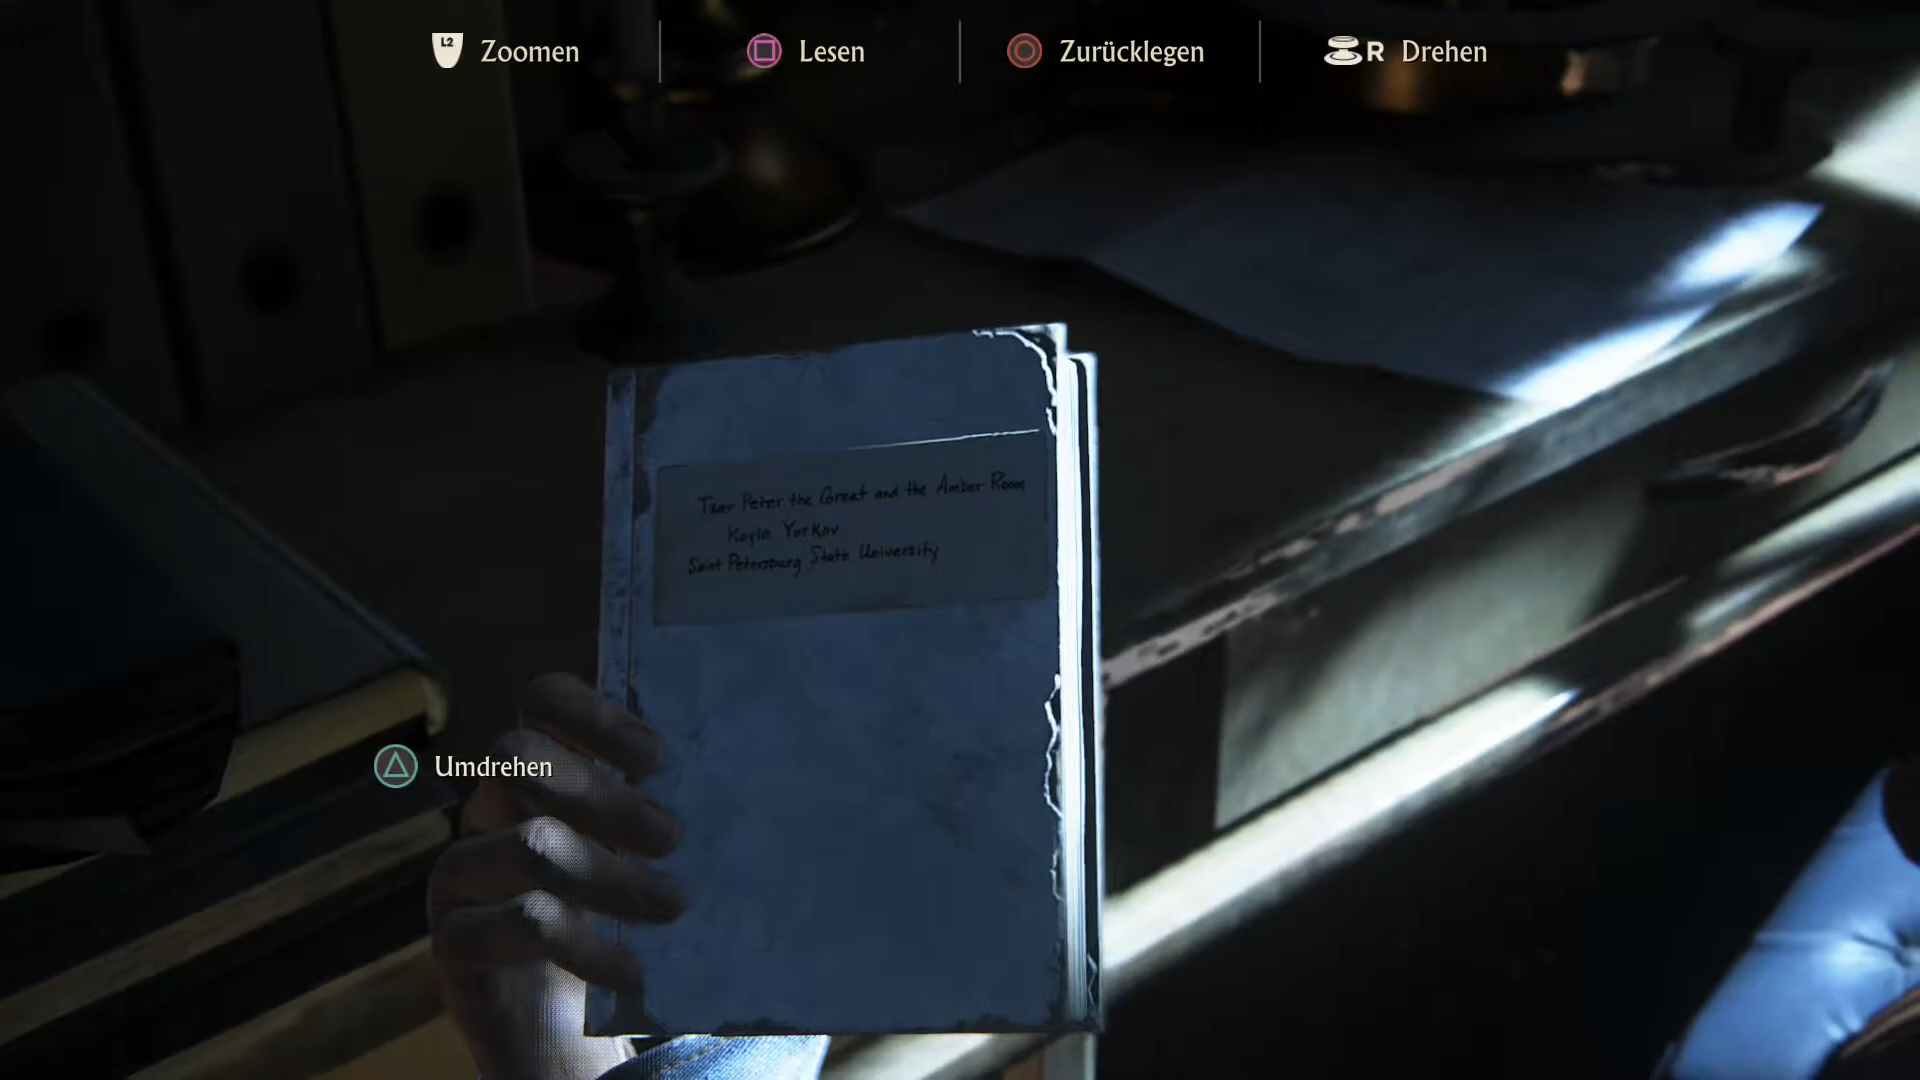 L2 Zoomen
Lesen
Zurücklegen
R Drehen
Tsar Peter the Great and the Amber Room
Kayla Yurkov
Saint Petersburg State University
Umdrehen